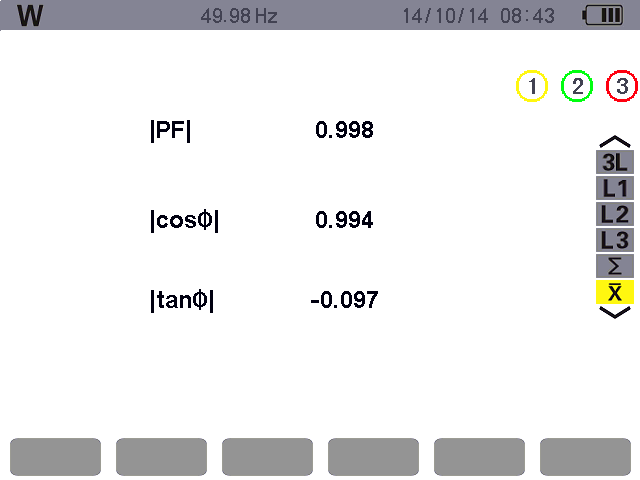 W 49.98 Hz 14/10/14 08:43
1 2 3
|PF| 0.998
3L
L1
|cosΦ| 0.994
L2
L3
Σ
|tanΦ| -0.097
X̅